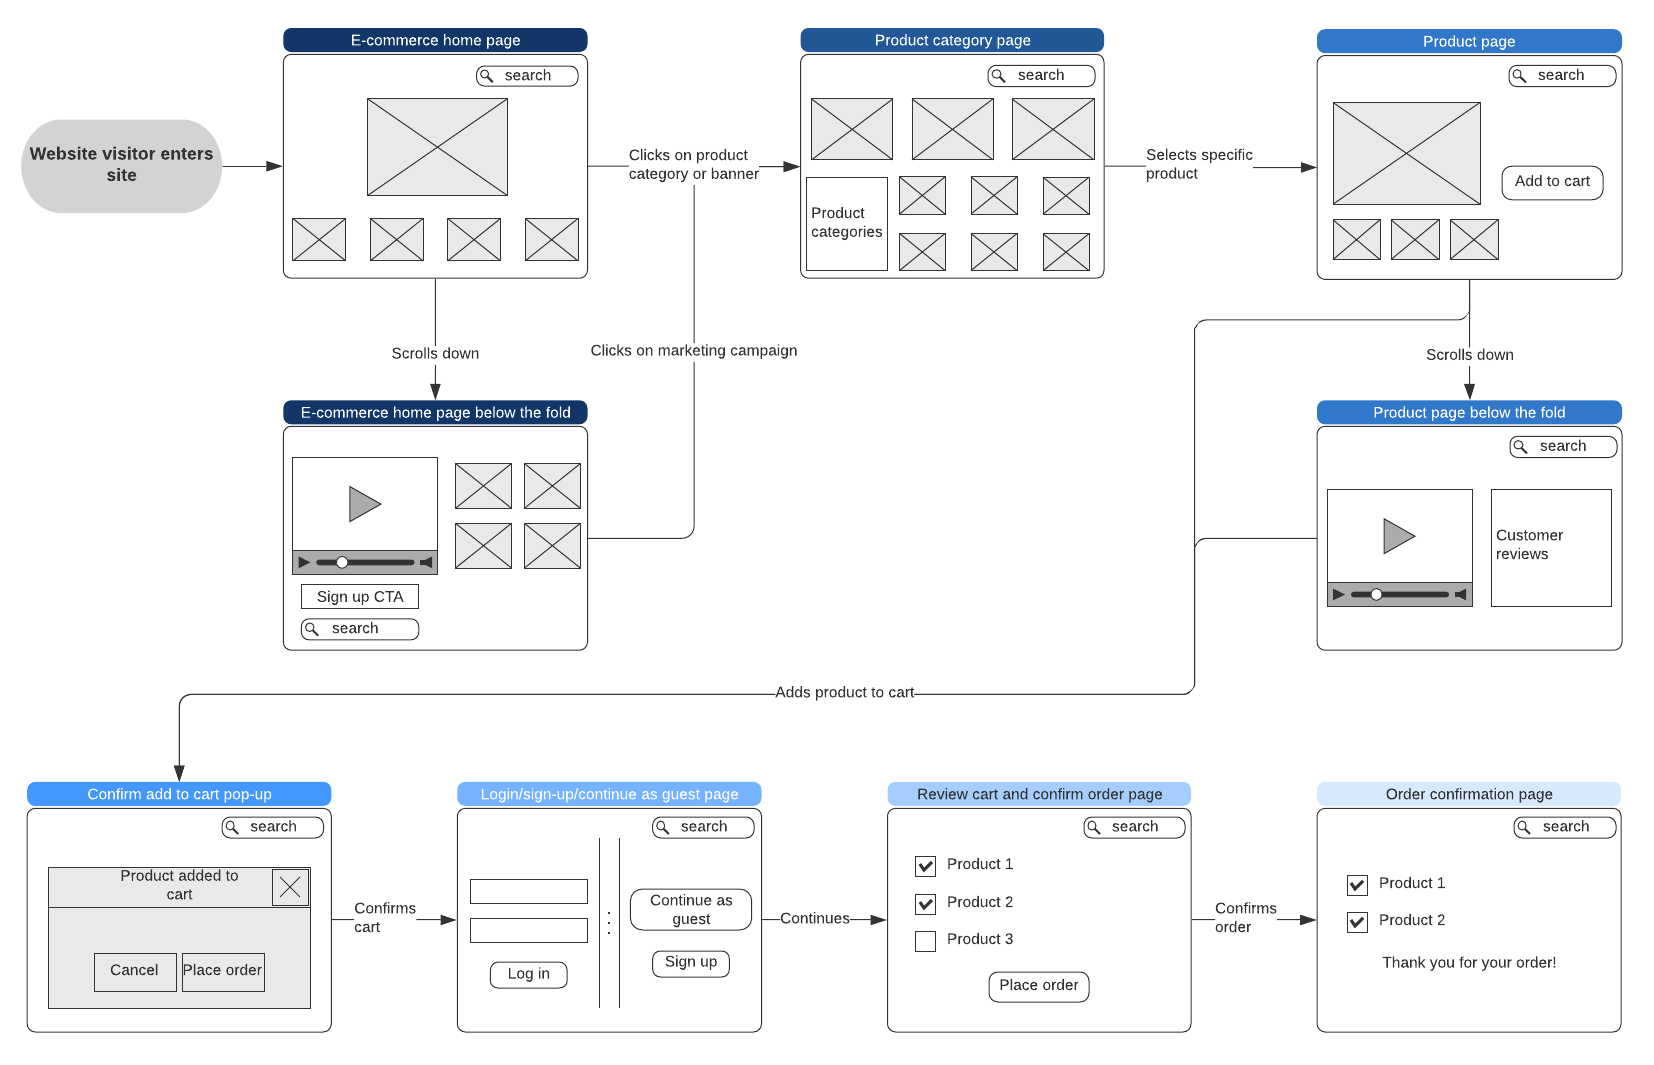 E-commerce home page
Product category page
Product page
search
search
search
Website visitor enters
site
Clicks on product
category or banner
Selects specific
product
Add to cart
Product
categories
Scrolls down
Clicks on marketing campaign
Scrolls down
E-commerce home page below the fold
Product page below the fold
search
Customer
reviews
Sign up CTA
search
Adds product to cart
Confirm add to cart pop-up
Login/sign-up/continue as guest page
Review cart and confirm order page
Order confirmation page
search
search
search
search
Product added to
cart
Cancel
Place order
Confirms
cart
Continue as
guest
Sign up
Log in
Continues
Product 1
Product 2
Product 3
Place order
Confirms
order
Product 1
Product 2
Thank you for your order!